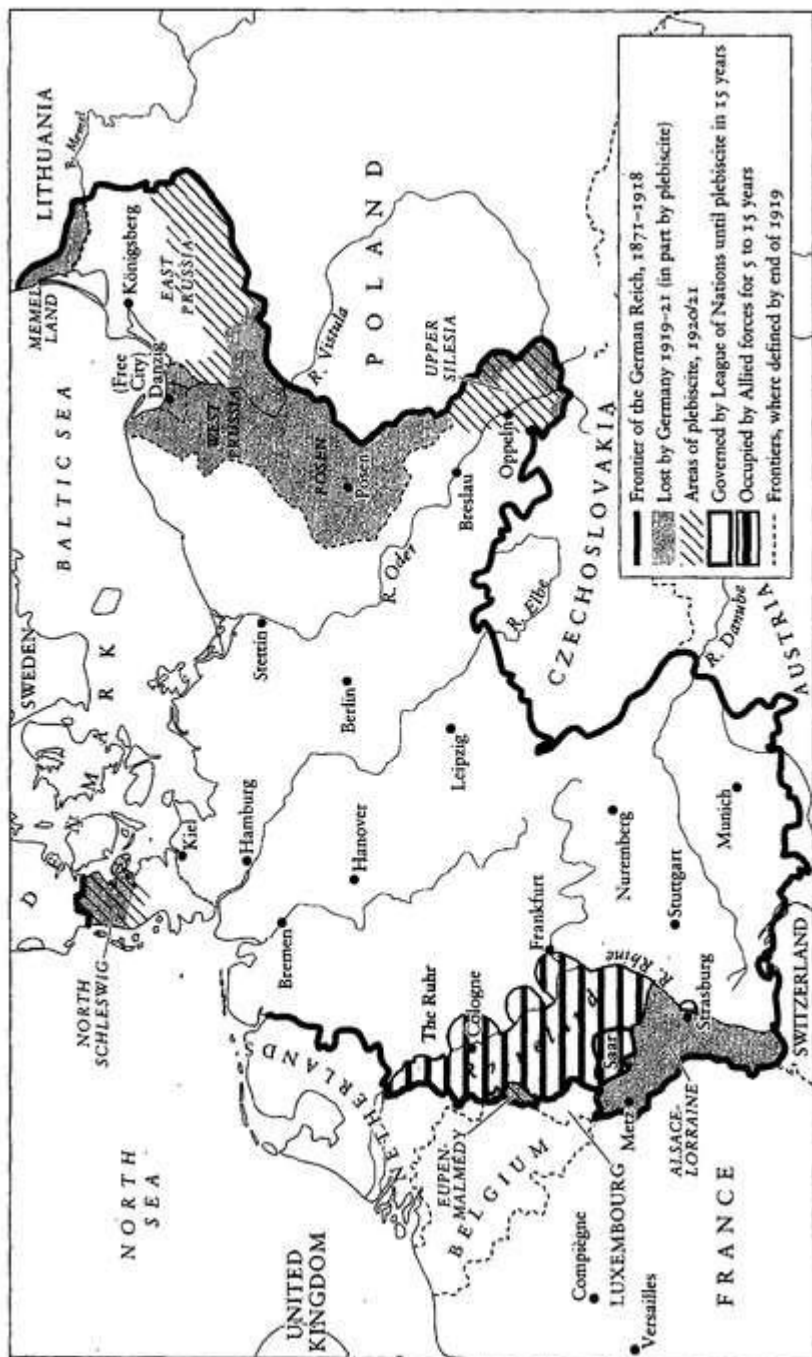 NORTH
SEA
UNITED
KINGDOM
NETHERLANDS
BELGIUM
EUPEN-
MALMÉDY
Compiègne
LUXEMBOURG
Versailles
FRANCE
Metz
ALSACE-
LORRAINE
Strasburg
SWITZERLAND
Saar
R. Rhine
The Ruhr
Cologne
Frankfurt
Bremen
NORTH
SCHLESWIG
DENMARK
Kiel
Hamburg
Hanover
Nuremberg
Stuttgart
Munich
Leipzig
Berlin
Stettin
SWEDEN
BALTIC SEA
R. Oder
R. Elbe
CZECHOSLOVAKIA
R. Danube
AUSTRIA
Breslau
Oppeln
UPPER
SILESIA
POSEN
Posen
WEST
PRUSSIA
(Free
City)
Danzig
EAST
PRUSSIA
Königsberg
MEMEL
LAND
LITHUANIA
R. Memel
R. Vistula
POLAND
Frontier of the German Reich, 1871–1918
Lost by Germany 1919–21 (in part by plebiscite)
Areas of plebiscite, 1920/21
Governed by League of Nations until plebiscite in 15 years
Occupied by Allied forces for 5 to 15 years
Frontiers, where defined by end of 1919